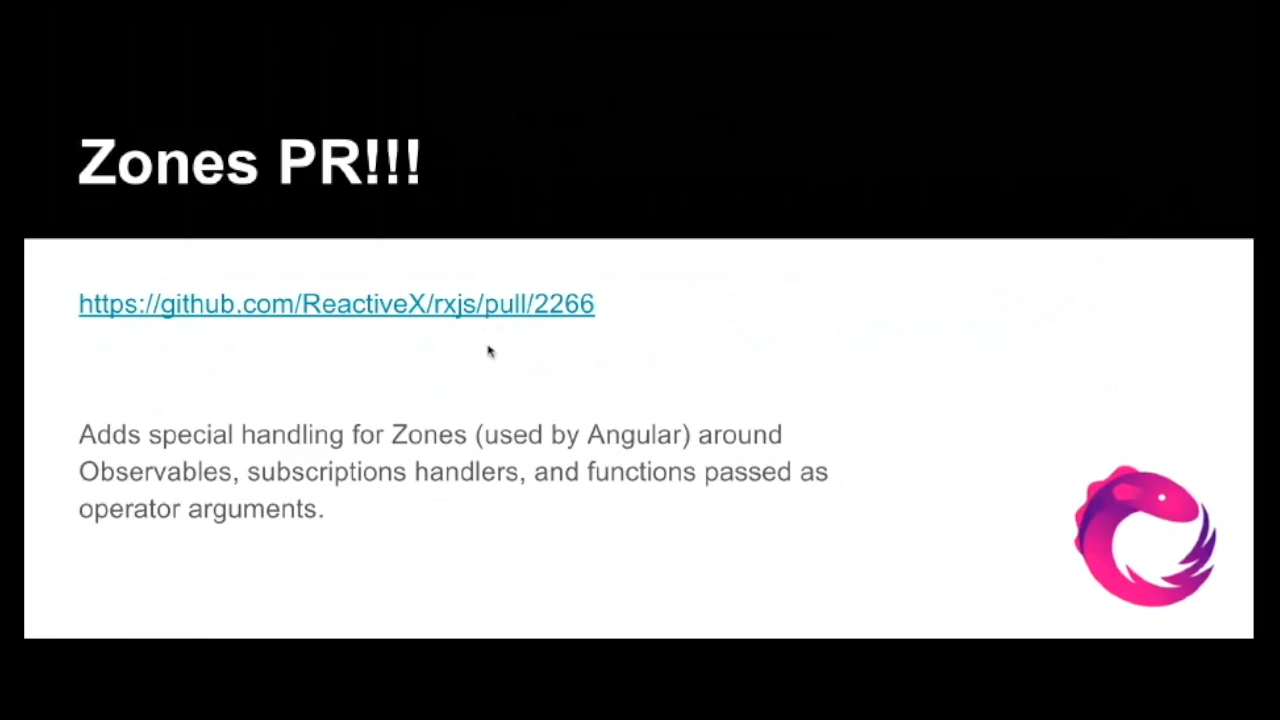 Zones PR!!!
https://github.com/ReactiveX/rxjs/pull/2266
Adds special handling for Zones (used by Angular) around
Observables, subscriptions handlers, and functions passed as
operator arguments.